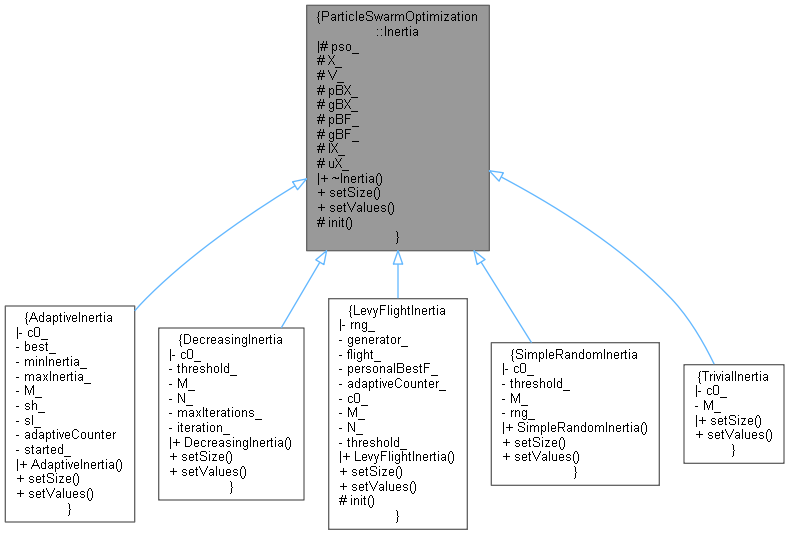 {ParticleSwarmOptimization
::Inertia
|# pso_
# X_
# V_
# pBX_
# gBX_
# pBF_
# gBF_
# lX_
# uX_
|+ ~Inertia()
+ setSize()
+ setValues()
# init()
}
{AdaptiveInertia
|- c0_
- best_
- minInertia_
- maxInertia_
- M_
- sh_
- sl_
- adaptiveCounter
- started_
|+ AdaptiveInertia()
+ setSize()
+ setValues()
}
{DecreasingInertia
|- c0_
- threshold_
- M_
- N_
- maxIterations_
- iteration_
|+ DecreasingInertia()
+ setSize()
+ setValues()
}
{LevyFlightInertia
|- rng_
- generator_
- flight_
- personalBestF_
- adaptiveCounter_
- c0_
- M_
- N_
- threshold_
|+ LevyFlightInertia()
+ setSize()
+ setValues()
# init()
}
{SimpleRandomInertia
|- c0_
- threshold_
- M_
- rng_
|+ SimpleRandomInertia()
+ setSize()
+ setValues()
}
{TrivialInertia
|- c0_
- M_
|+ setSize()
+ setValues()
}